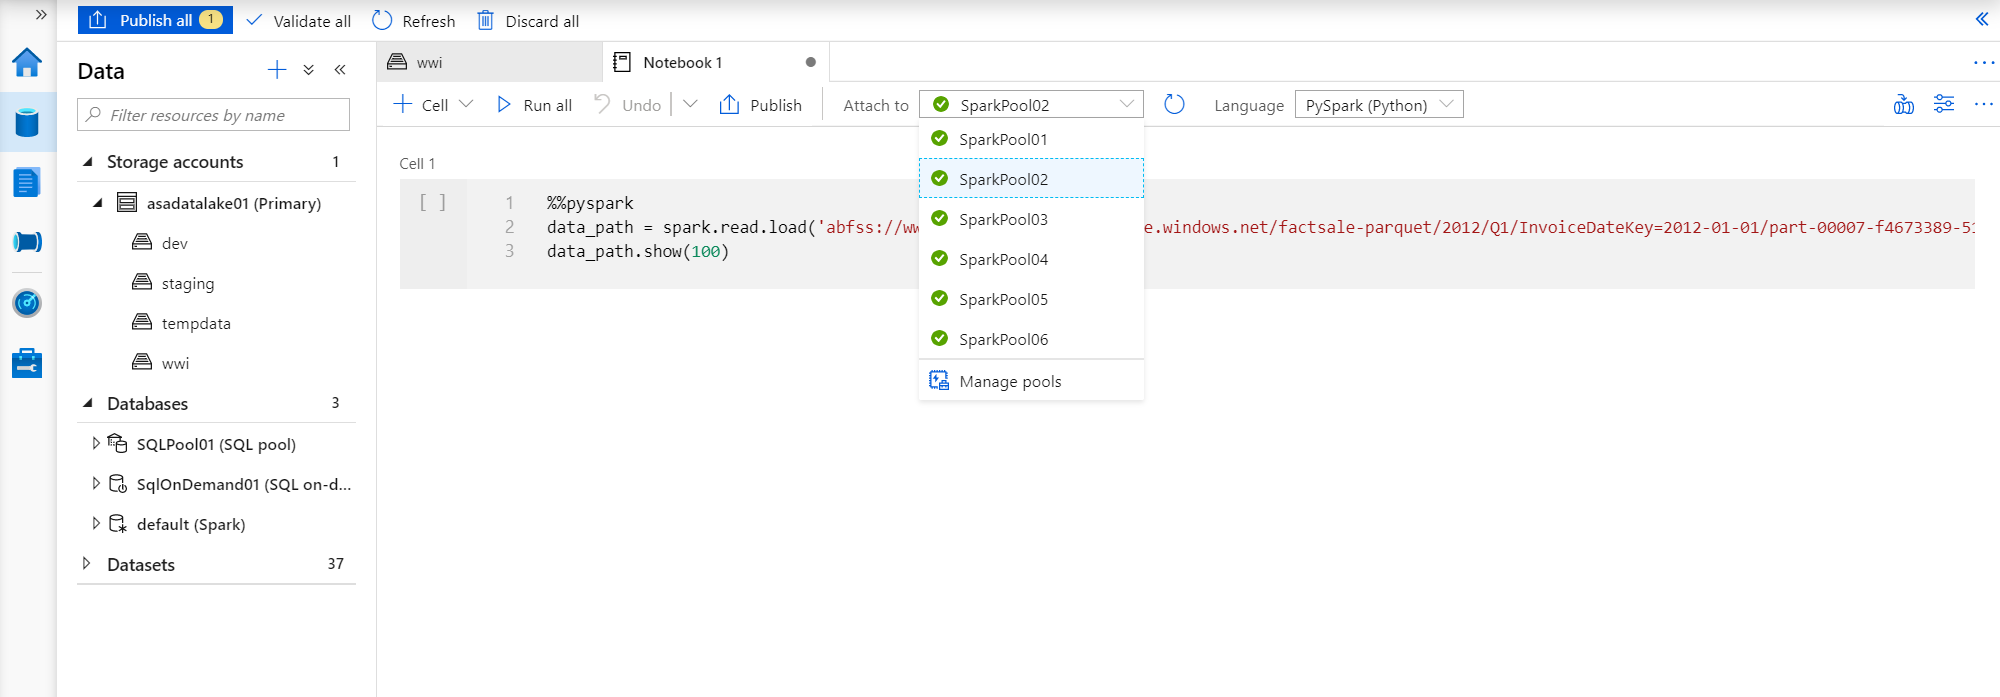 Publish all 1 Validate all Refresh Discard all
Data
Filter resources by name
Storage accounts 1
asadatalake01 (Primary)
dev
staging
tempdata
wwi
Databases 3
SQLPool01 (SQL pool)
SqlOnDemand01 (SQL on-d...
default (Spark)
Datasets 37
wwi Notebook 1
Cell Run all Undo Publish Attach to SparkPool02 Language PySpark (Python)
SparkPool01
SparkPool02
SparkPool03
SparkPool04
SparkPool05
SparkPool06
Manage pools
Cell 1
[ ] 1 %%pyspark
2 data_path = spark.read.load('abfss://ww e.windows.net/factsale-parquet/2012/Q1/InvoiceDateKey=2012-01-01/part-00007-f4673389-51
3 data_path.show(100)